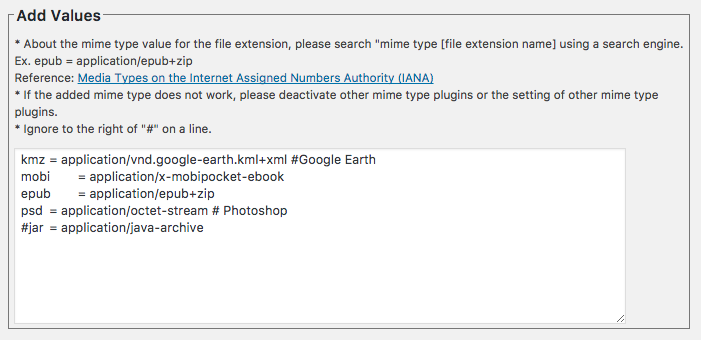 Add Values
* About the mime type value for the file extension, please search "mime type [file extension name] using a search engine.
Ex. epub = application/epub+zip
Reference: Media Types on the Internet Assigned Numbers Authority (IANA)
* If the added mime type does not work, please deactivate other mime type plugins or the setting of other mime type
plugins.
* Ignore to the right of "#" on a line.
kmz = application/vnd.google-earth.kml+xml #Google Earth
mobi = application/x-mobipocket-ebook
epub = application/epub+zip
psd = application/octet-stream # Photoshop
#jar = application/java-archive